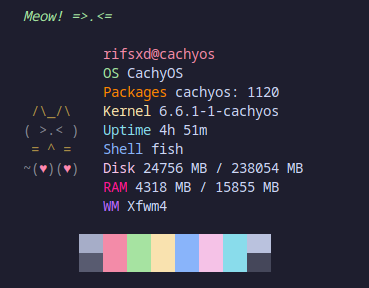 Meow! =>.<=
rifsxd@cachyos
OS CachyOS
Packages cachyos: 1120
/\_/\ Kernel 6.6.1-1-cachyos
( >.< ) Uptime 4h 51m
= ^ = Shell fish
~(♥)(♥) Disk 24756 MB / 238054 MB
RAM 4318 MB / 15855 MB
WM Xfwm4